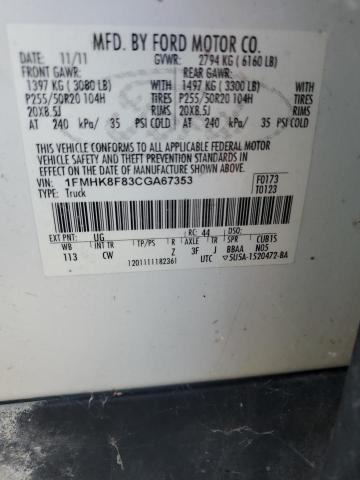 MFD. BY FORD MOTOR CO.
DATE: 11/11 GVWR: 2794 KG ( 6160 LB)
FRONT GAWR: REAR GAWR:
1397 KG ( 3080 LB) WITH 1497 KG ( 3300 LB) WITH
P255/50R20 104H TIRES P255/50R20 104H TIRES
20X8.5J RIMS 20X8.5J RIMS
AT 240 kPa/ 35 PSI COLD AT 240 kPa/ 35 PSI COLD
THIS VEHICLE CONFORMS TO ALL APPLICABLE FEDERAL MOTOR
VEHICLE SAFETY AND BUMPER STANDARDS IN EFFECT ON THE DATE OF
MANUFACTURE SHOWN ABOVE.
VIN: 1FMHK8F83CGA67353 F0173
TYPE: Truck T0123
EXT PNT: UG RC: 44 DSO:
WB INT TR TP/PS R AXLE TR SPR CUB15
113 CW Z 3F J BBAA N05
1201111182361 UTC 5U5A-1520472-BA